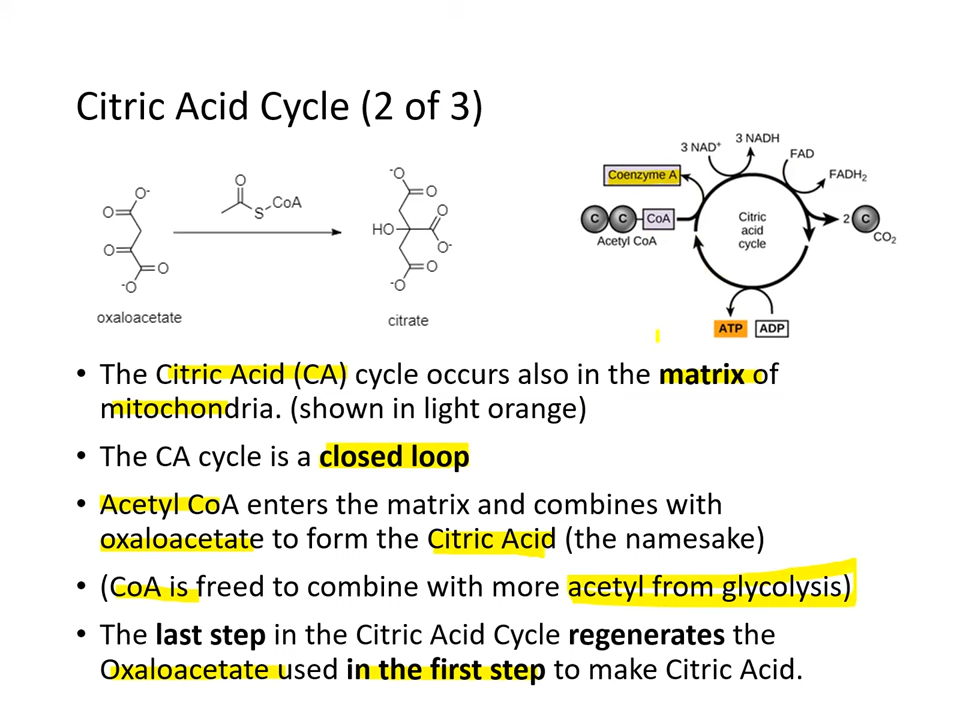 Citric Acid Cycle (2 of 3)
O-
O
O
O
-O
oxaloacetate
O
S
CoA
-O
O
HO
O
O-
O
-O
citrate
3 NAD+
3 NADH
FAD
FADH2
Coenzyme A
C C CoA
Acetyl CoA
Citric
acid
cycle
2 C
CO2
ATP ADP
• The Citric Acid (CA) cycle occurs also in the matrix of
mitochondria. (shown in light orange)
• The CA cycle is a closed loop
• Acetyl CoA enters the matrix and combines with
oxaloacetate to form the Citric Acid (the namesake)
• (CoA is freed to combine with more acetyl from glycolysis)
• The last step in the Citric Acid Cycle regenerates the
Oxaloacetate used in the first step to make Citric Acid.